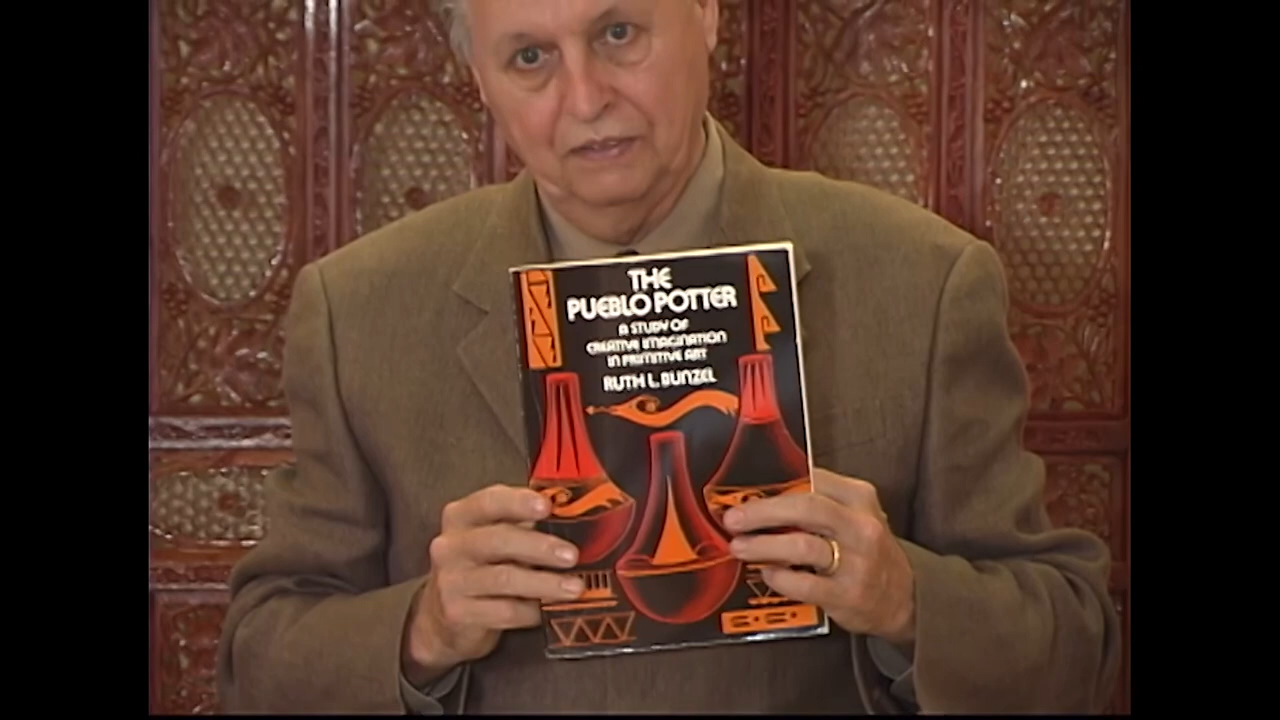 THE
PUEBLO POTTER
A STUDY OF
CREATIVE IMAGINATION
IN PRIMITIVE ART
RUTH L. BUNZEL